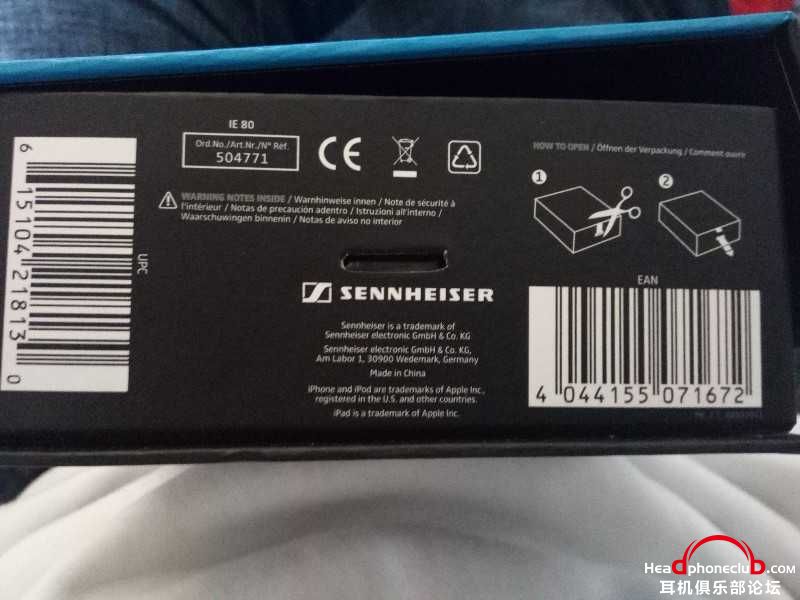 IE 80
Ord.No./Art.Nr./N° Réf.
504771
CE
WARNING NOTES INSIDE / Warnhinweise innen / Note de sécurité à
l'intérieur / Notas de precaución adentro / Istruzioni all'interno /
Waarschuwingen binnenin / Notas de aviso no interior
HOW TO OPEN / Öffnen der Verpackung / Comment ouvrir
1
2
6 15104 21813 0
UPC
SENNHEISER
Sennheiser is a trademark of
Sennheiser electronic GmbH & Co. KG
Sennheiser electronic GmbH & Co. KG,
Am Labor 1, 30900 Wedemark, Germany
Made in China
iPhone and iPod are trademarks of Apple Inc.,
registered in the U.S. and other countries.
iPad is a trademark of Apple Inc.
EAN
4 044155 071672
HeadphonecluD.com
耳机俱乐部论坛